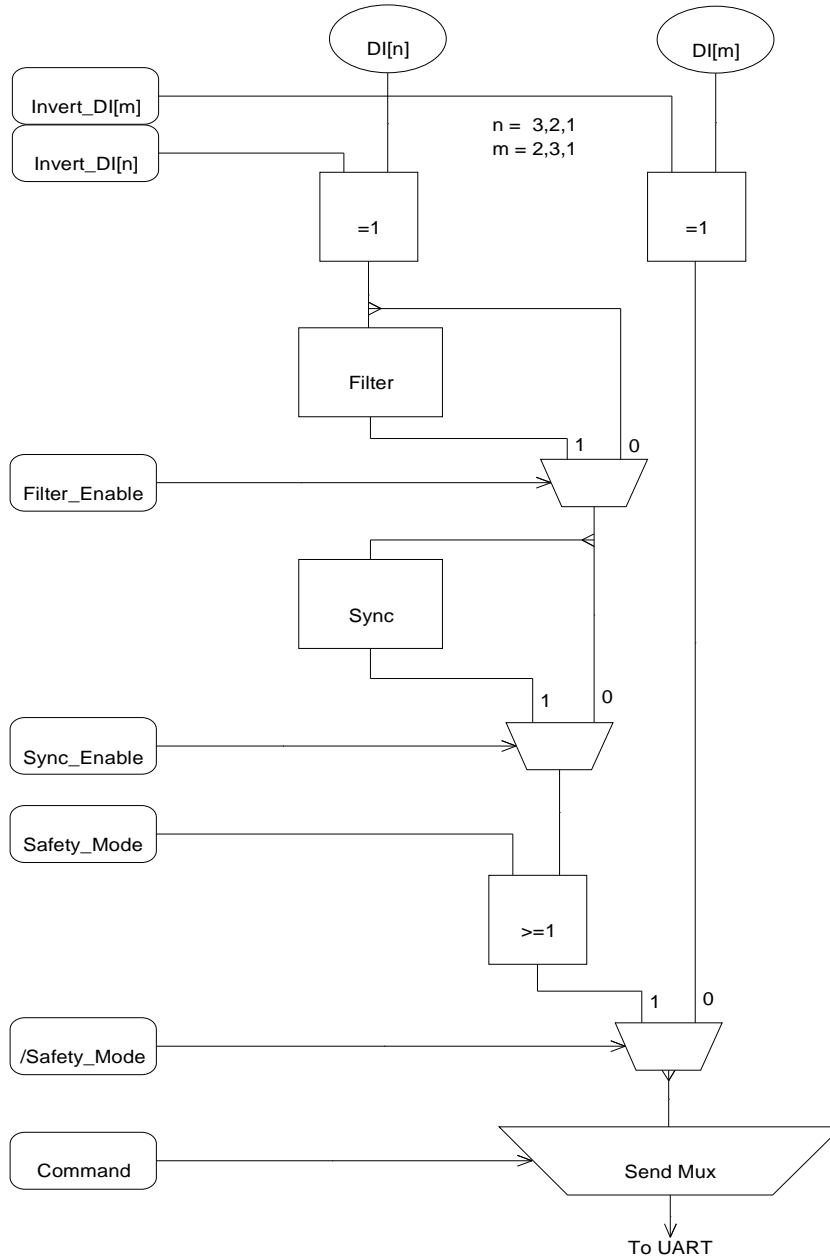 DI[n]
DI[m]
Invert_DI[m]
n = 3,2,1
m = 2,3,1
Invert_DI[n]
=1
=1
Filter
1
0
Filter_Enable
Sync
1
0
Sync_Enable
Safety_Mode
>=1
1
0
/Safety_Mode
Command
Send Mux
To UART